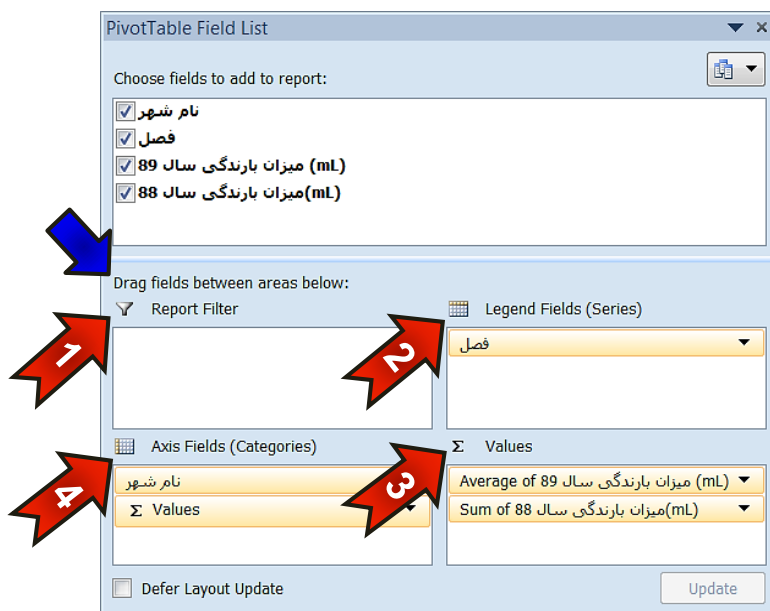 PivotTable Field List
Choose fields to add to report:
نام شهر
فصل
میزان بارندگی سال 89 (mL)
میزان بارندگی سال 88(mL)
Drag fields between areas below:
Report Filter
Legend Fields (Series)
1
2
فصل
Axis Fields (Categories)
Values
4
3
نام شهر
Average of میزان بارندگی سال 89 (mL)
Values
Sum of میزان بارندگی سال 88(mL)
Defer Layout Update
Update